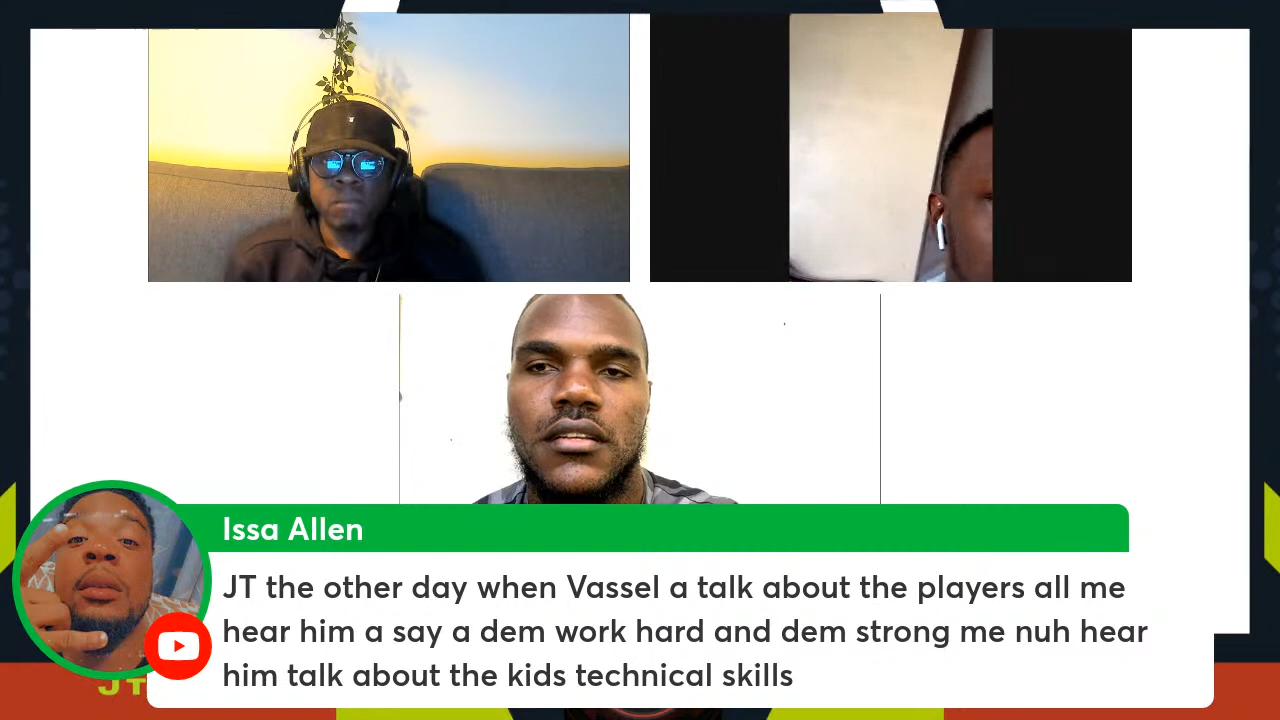 Issa Allen
JT the other day when Vassel a talk about the players all me
hear him a say a dem work hard and dem strong me nuh hear
him talk about the kids technical skills
JT